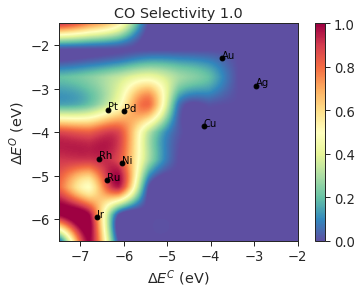 CO Selectivity 1.0
−2
−3
−4
−5
−6
ΔE^O (eV)
Au
Ag
Pt
Pd
Cu
Rh
Ni
Ru
Ir
−7
−6
−5
−4
−3
−2
ΔE^C (eV)
1.0
0.8
0.6
0.4
0.2
0.0